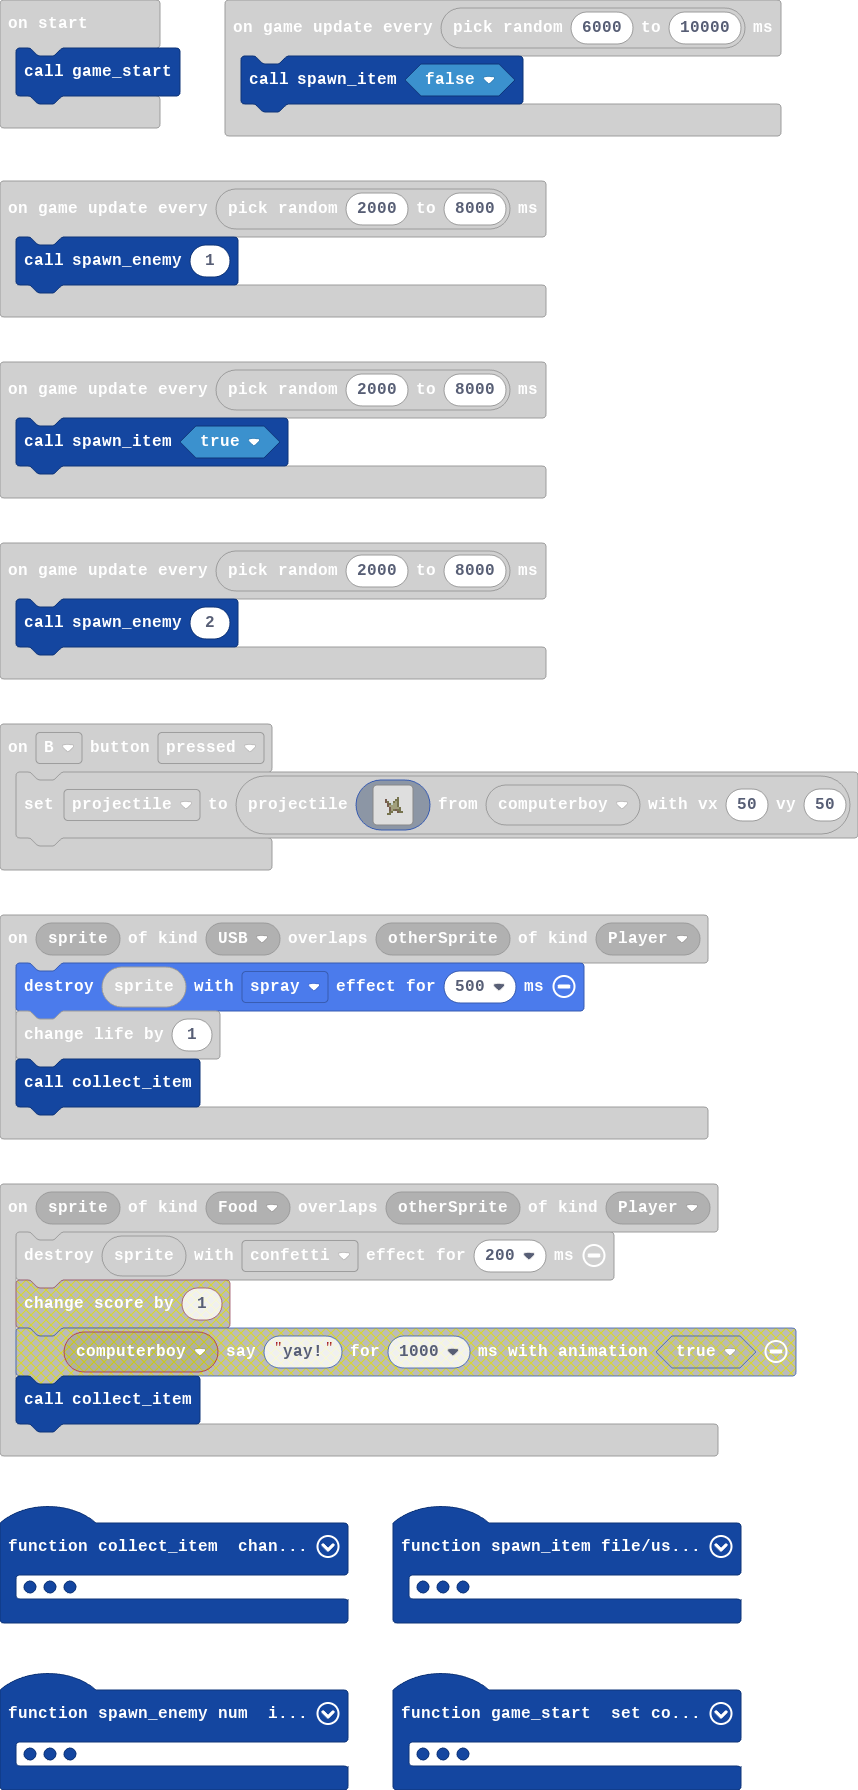 on start
call game_start
on game update every pick random 6000 to 10000 ms
call spawn_item false
on game update every pick random 2000 to 8000 ms
call spawn_enemy 1
on game update every pick random 2000 to 8000 ms
call spawn_item true
on game update every pick random 2000 to 8000 ms
call spawn_enemy 2
on B button pressed
set projectile to projectile from computerboy with vx 50 vy 50
on sprite of kind USB overlaps otherSprite of kind Player
destroy sprite with spray effect for 500 ms
change life by 1
call collect_item
on sprite of kind Food overlaps otherSprite of kind Player
destroy sprite with confetti effect for 200 ms
change score by 1
computerboy say "yay!" for 1000 ms with animation true
call collect_item
function collect_item chan...
function spawn_item file/us...
function spawn_enemy num i...
function game_start set co...